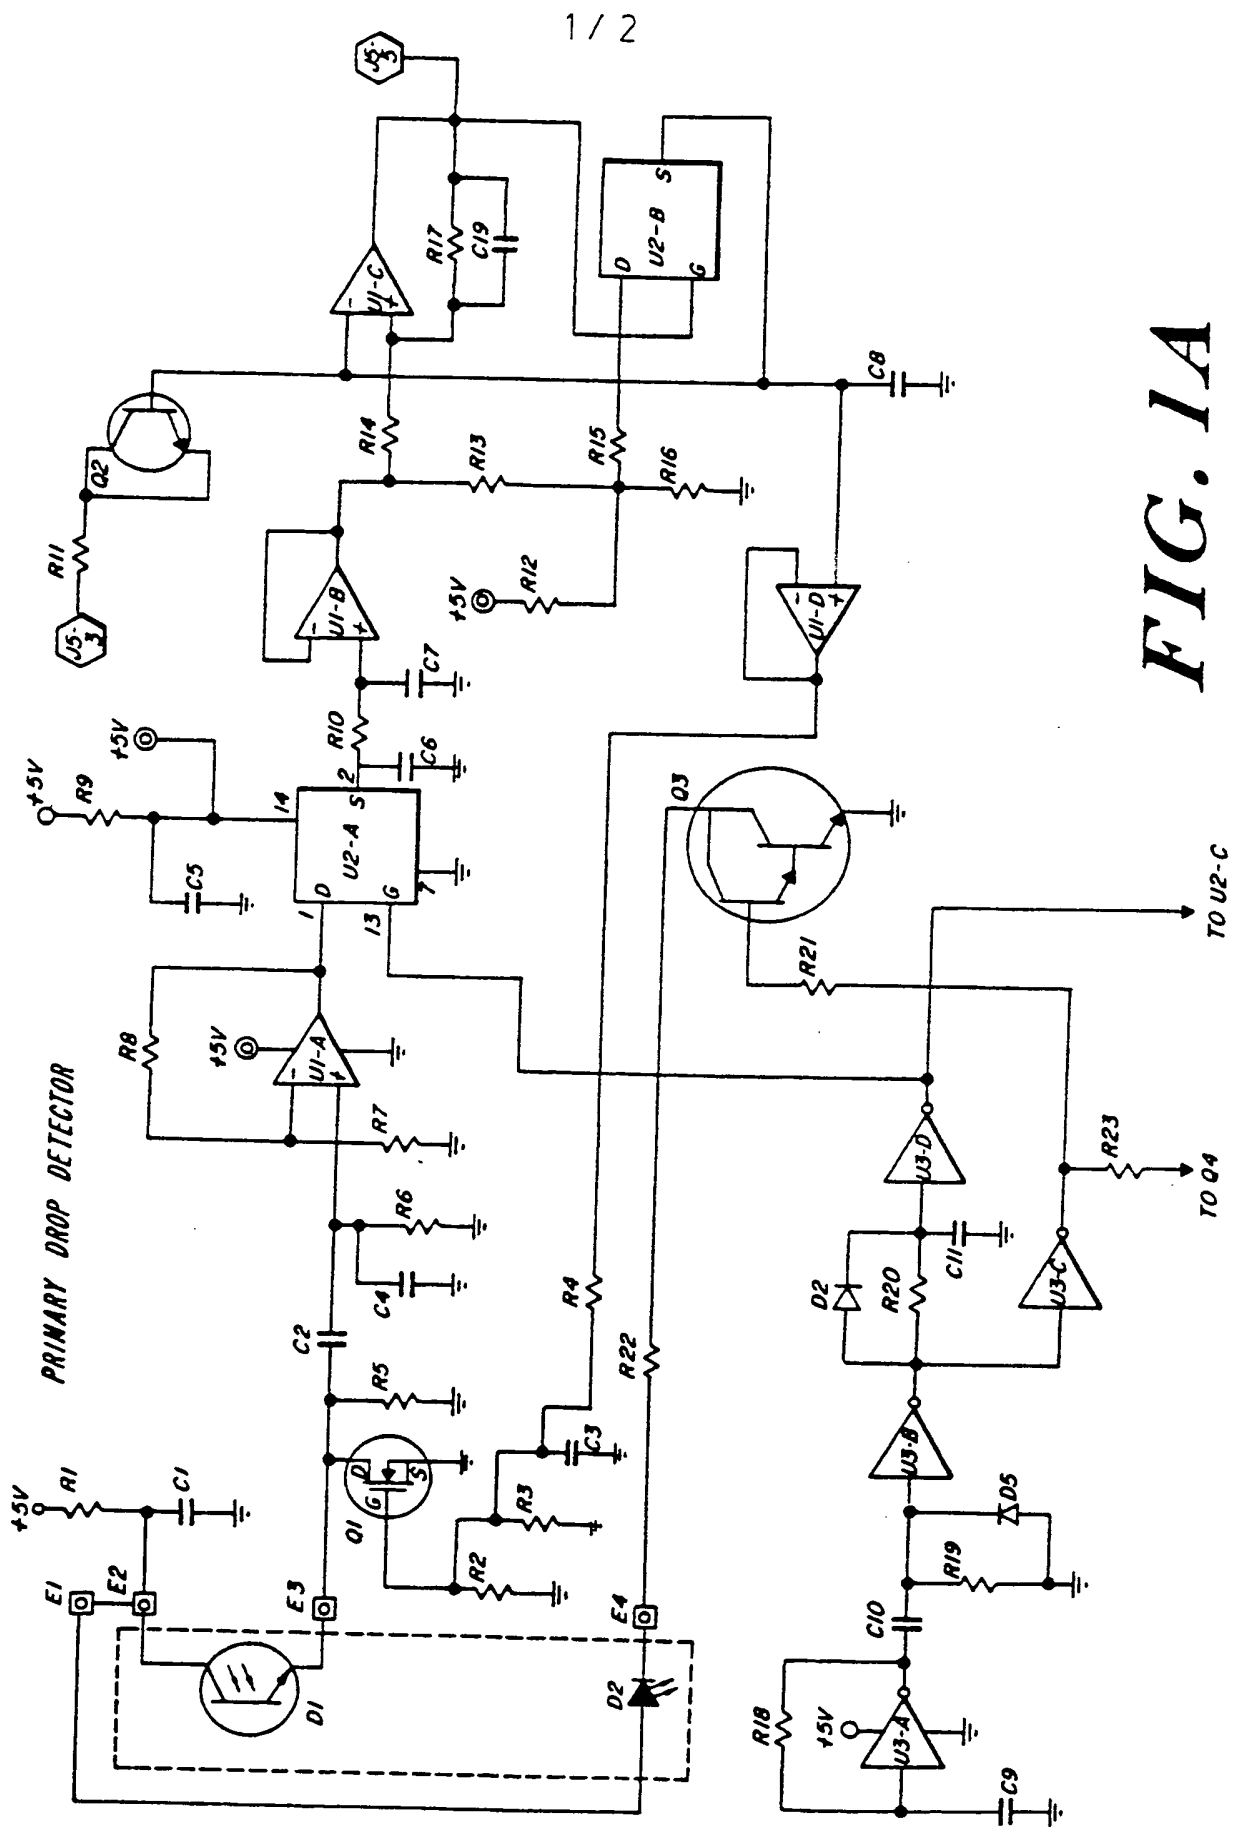 1/2
PRIMARY DROP DETECTOR
+5V
R1
C1
E1
E2
D1
E3
Q1
D
G
S
R5
R2
R3
C3
D2
E4
R22
R4
C2
C4
R6
R7
R8
+5V
U1-A
-
+
+5V
R9
C5
+5V
1
D
14
U2-A
13
G
7
S
2
C6
R10
C7
U1-B
-
+
J5-3
R11
Q2
R14
R13
+5V
R12
R15
R16
U1-C
-
+
J5-5
R17
C19
D
U2-B
G
S
C8
U1-D
-
+
Q3
R21
R18
+5V
U3-A
C9
C10
R19
D5
U3-B
D2
R20
C11
U3-D
U3-C
R23
TO Q4
TO U2-C
FIG. 1A